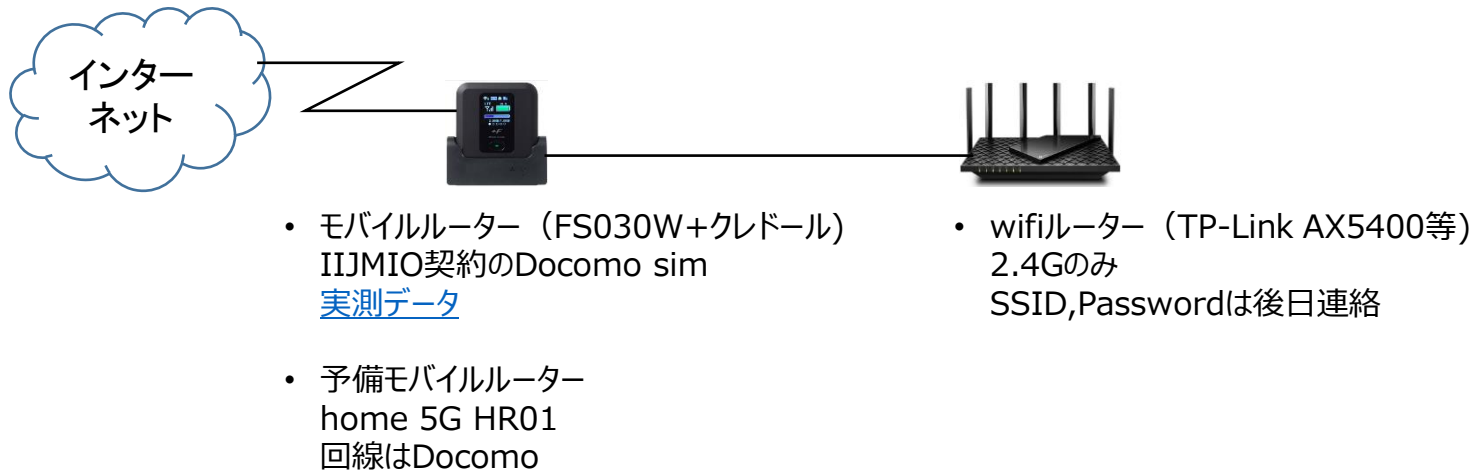 インター
ネット
• モバイルルーター（FS030W+クレドール)
IIJMIO契約のDocomo sim
実測データ
• 予備モバイルルーター
home 5G HR01
回線はDocomo
• wifiルーター（TP-Link AX5400等)
2.4Gのみ
SSID,Passwordは後日連絡